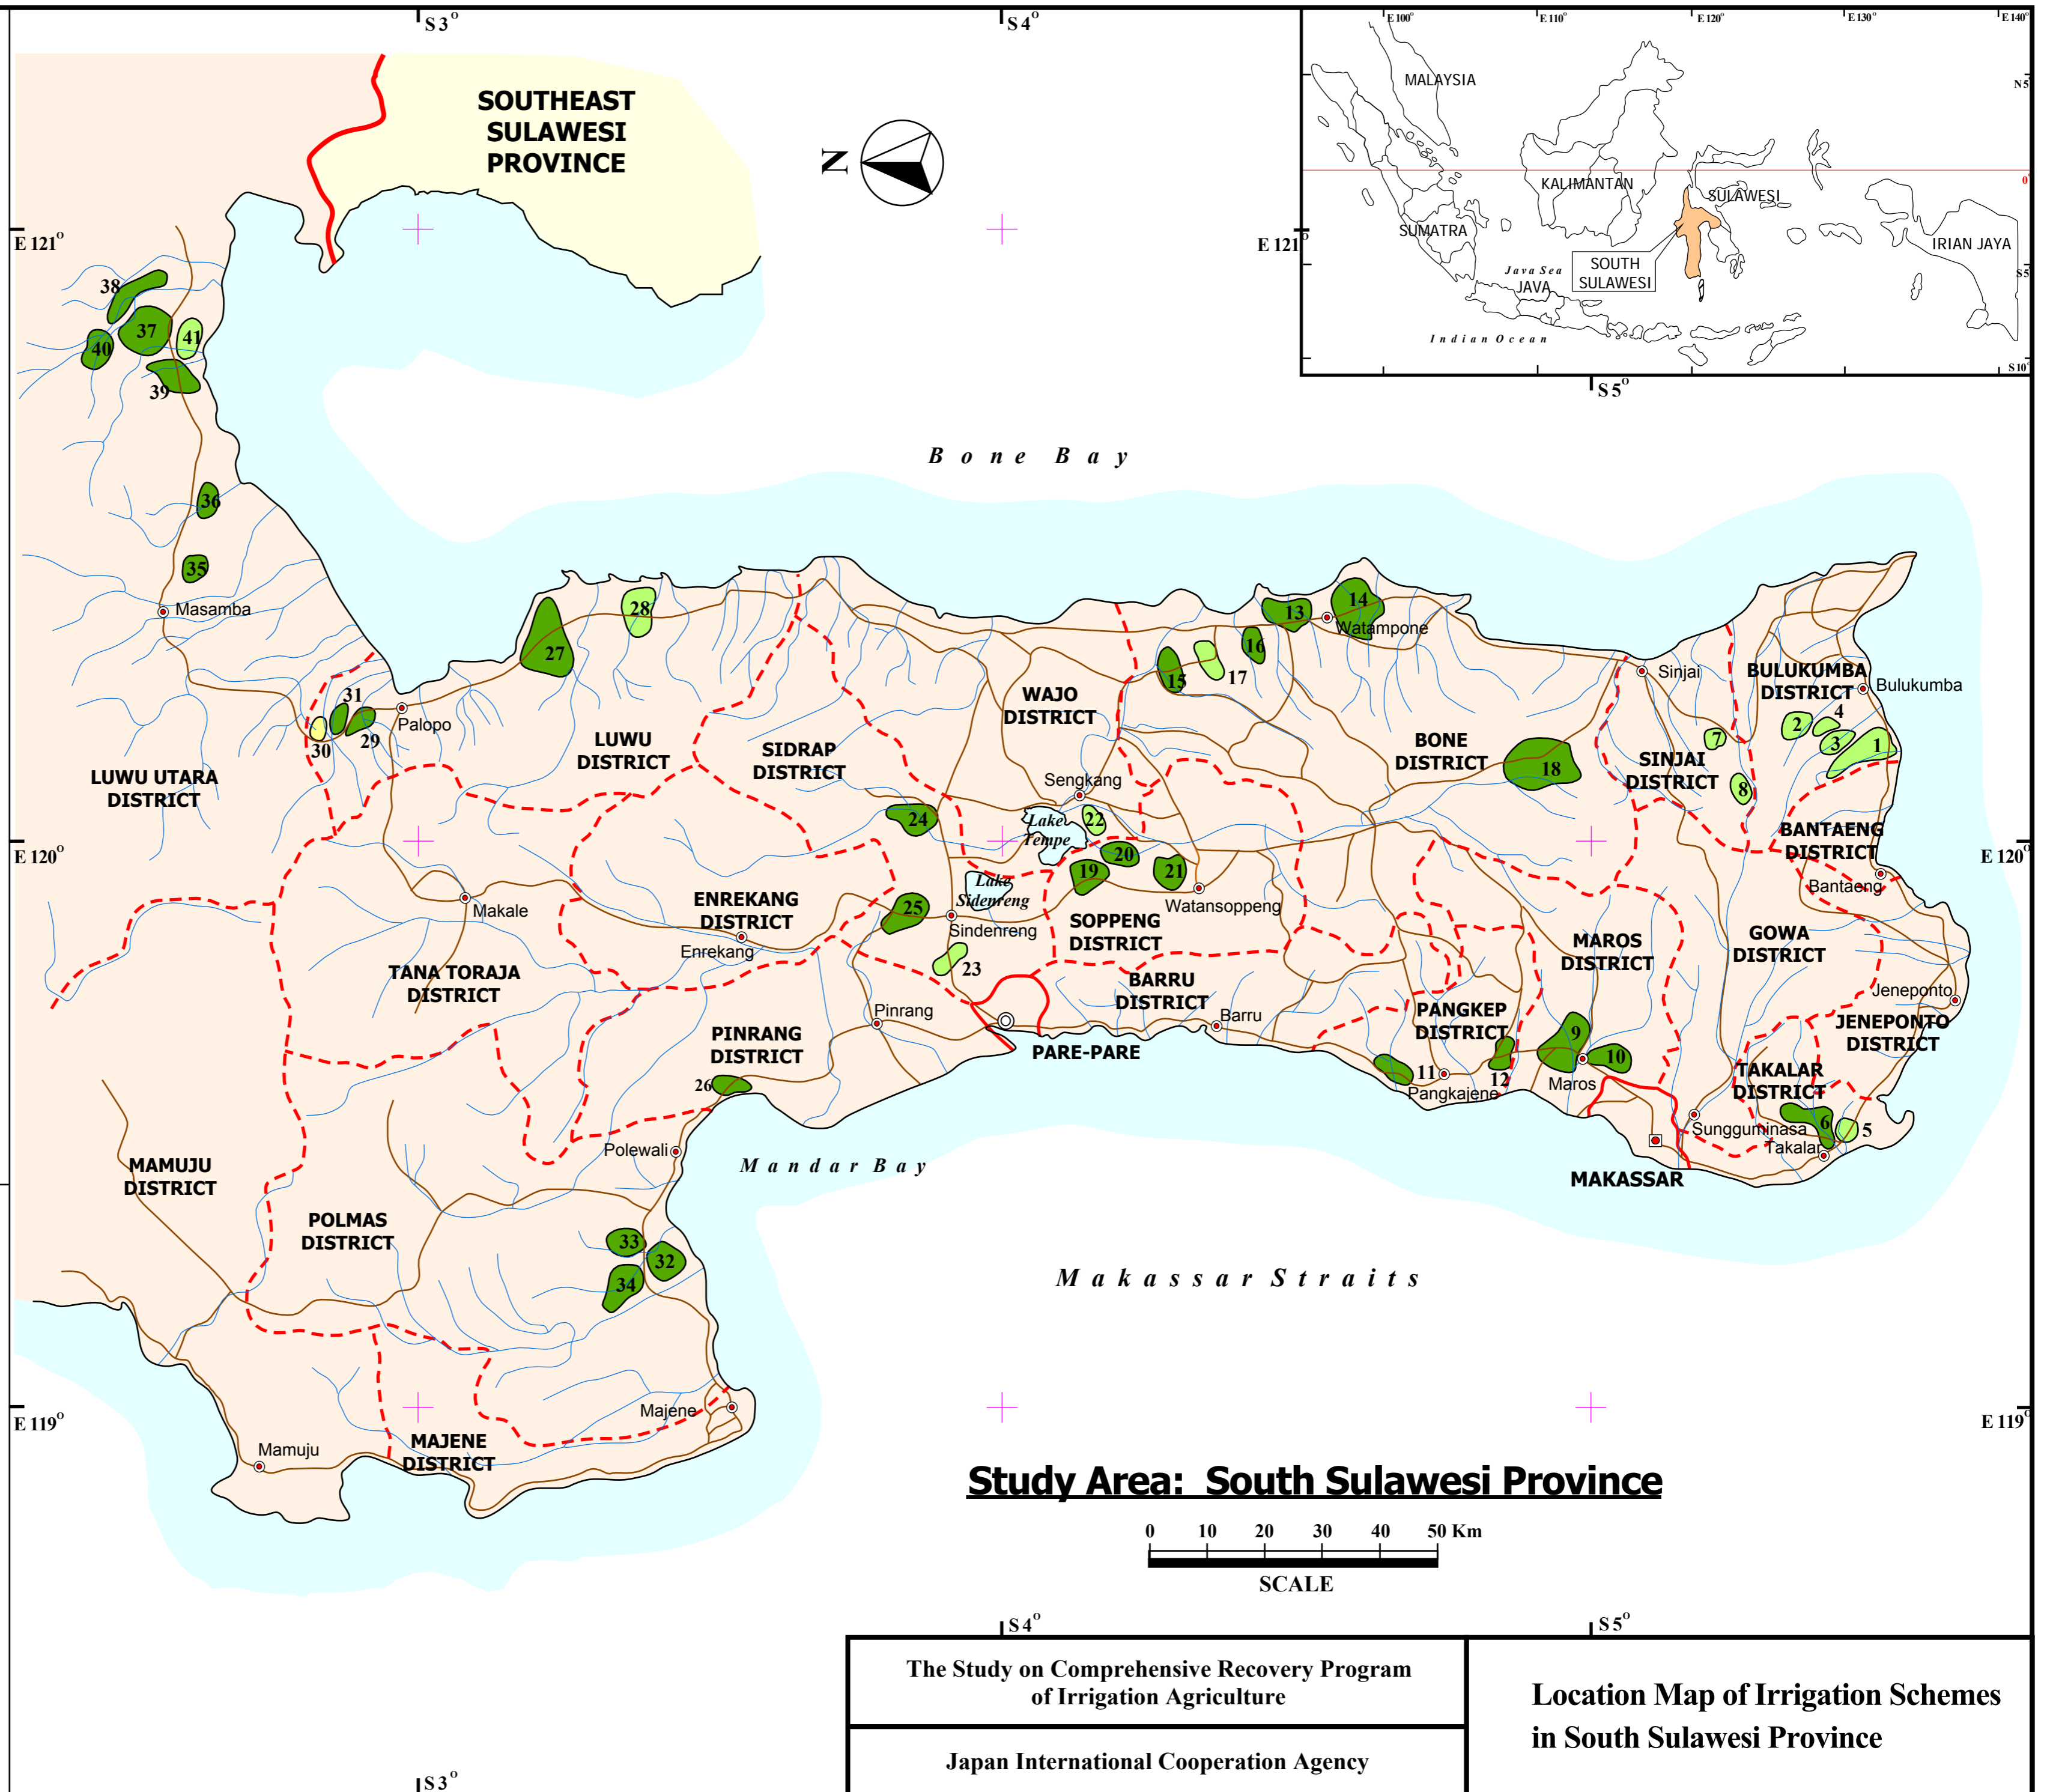 S 3°
S 4°
E 100°
E 110°
E 120°
E 130°
E 140°
N5
0
S5
S 10°
MALAYSIA
KALIMANTAN
SULAWESI
SUMATRA
IRIAN JAYA
SOUTH
SULAWESI
Java Sea
JAVA
Indian Ocean
SOUTHEAST
SULAWESI
PROVINCE
N
E 121°
E 121°
S 5°
38
37
41
40
39
36
35
Masamba
Bone Bay
28
27
13
14
Watampone
16
15
17
31
30
29
Palopo
LUWU UTARA
DISTRICT
LUWU
DISTRICT
SIDRAP
DISTRICT
WAJO
DISTRICT
BONE
DISTRICT
18
Sinjai
SINJAI
DISTRICT
7
8
BULUKUMBA
DISTRICT
Bulukumba
2
4
3
1
Sengkang
Lake
Tempe
22
24
20
19
21
BANTAENG
DISTRICT
Bantaeng
E 120°
E 120°
Makale
ENREKANG
DISTRICT
Enrekang
25
Lake
Sidenreng
Sindenreng
23
Watansoppeng
SOPPENG
DISTRICT
TANA TORAJA
DISTRICT
BARRU
DISTRICT
Barru
MAROS
DISTRICT
GOWA
DISTRICT
Jeneponto
JENEPONTO
DISTRICT
PINRANG
DISTRICT
Pinrang
PARE-PARE
PANGKEP
DISTRICT
11
Pangkajene
12
9
10
Maros
TAKALAR
DISTRICT
26
Polewali
Mandar Bay
MAKASSAR
Sungguminasa
6
5
Takalar
MAMUJU
DISTRICT
POLMAS
DISTRICT
33
32
34
Makassar Straits
E 119°
E 119°
Majene
MAJENE
DISTRICT
Mamuju
Study Area: South Sulawesi Province
0 10 20 30 40 50 Km
SCALE
S 4°
S 5°
The Study on Comprehensive Recovery Program
of Irrigation Agriculture
Japan International Cooperation Agency
Location Map of Irrigation Schemes
in South Sulawesi Province
S 3°